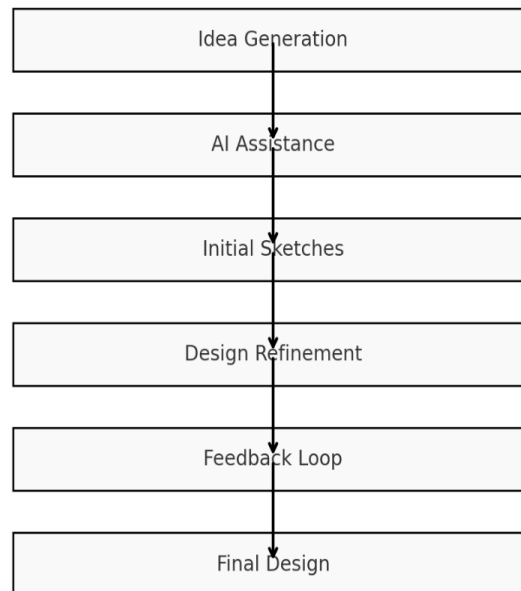 Idea Generation
AI Assistance
Initial Sketches
Design Refinement
Feedback Loop
Final Design